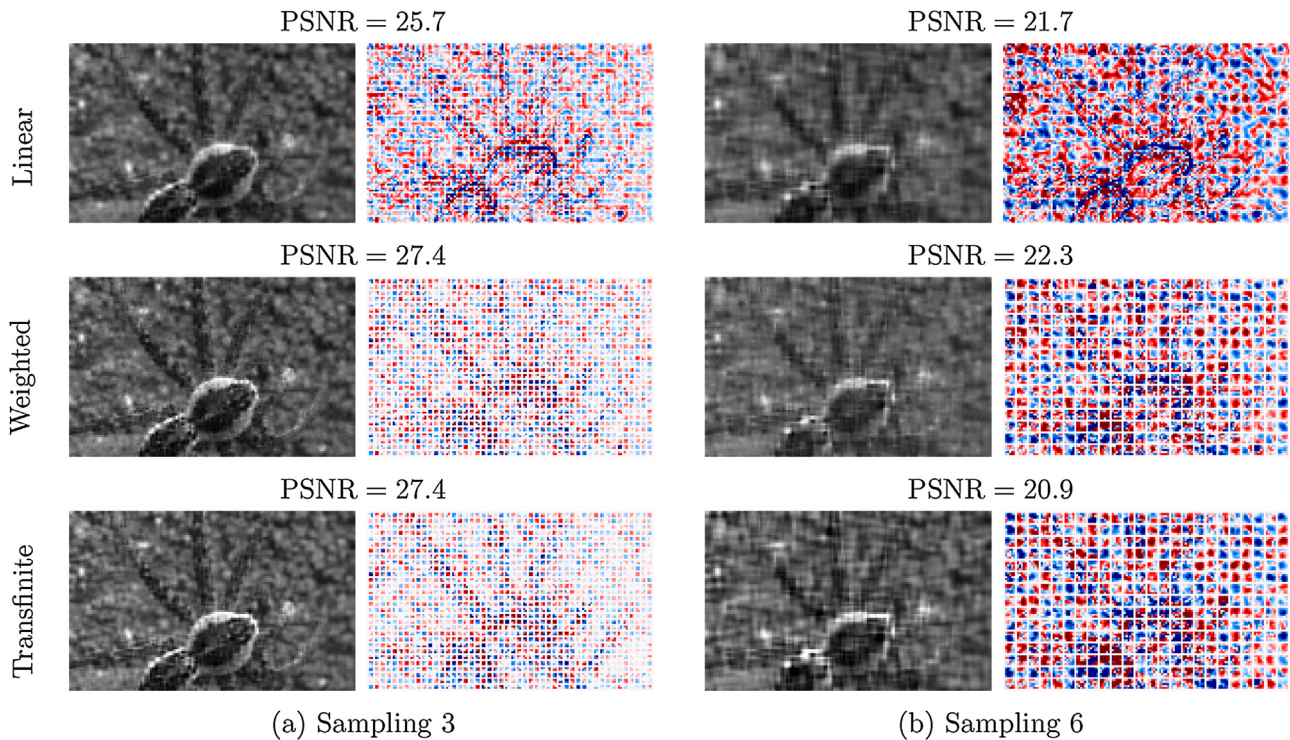 PSNR = 25.7
PSNR = 21.7
Linear
PSNR = 27.4
PSNR = 22.3
Weighted
PSNR = 27.4
PSNR = 20.9
Transfinite
(a) Sampling 3
(b) Sampling 6